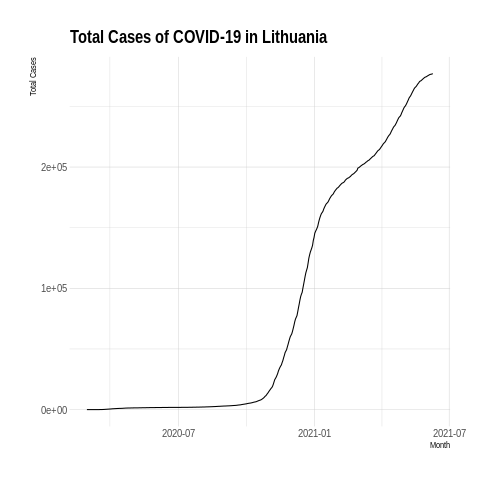 Total Cases of COVID-19 in Lithuania
Total Cases
2e+05
1e+05
0e+00
2020-07
2021-01
2021-07
Month